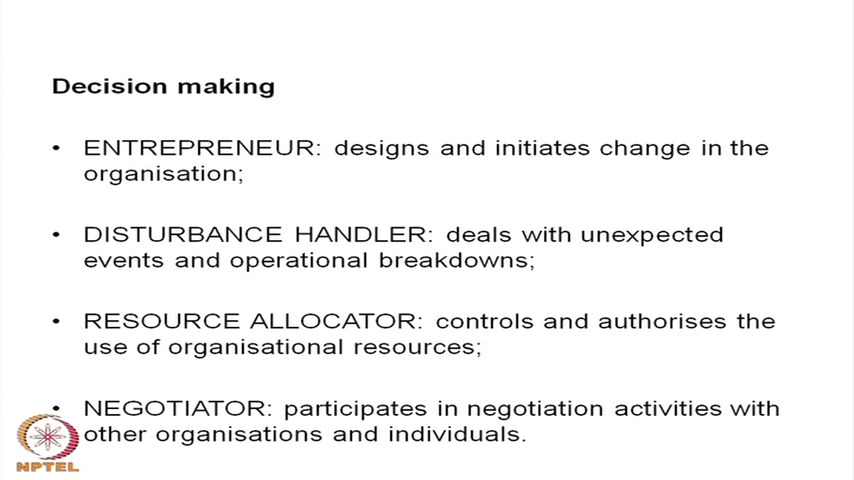 Decision making
• ENTREPRENEUR: designs and initiates change in the
organisation;
• DISTURBANCE HANDLER: deals with unexpected
events and operational breakdowns;
• RESOURCE ALLOCATOR: controls and authorises the
use of organisational resources;
• NEGOTIATOR: participates in negotiation activities with
other organisations and individuals.
NPTEL